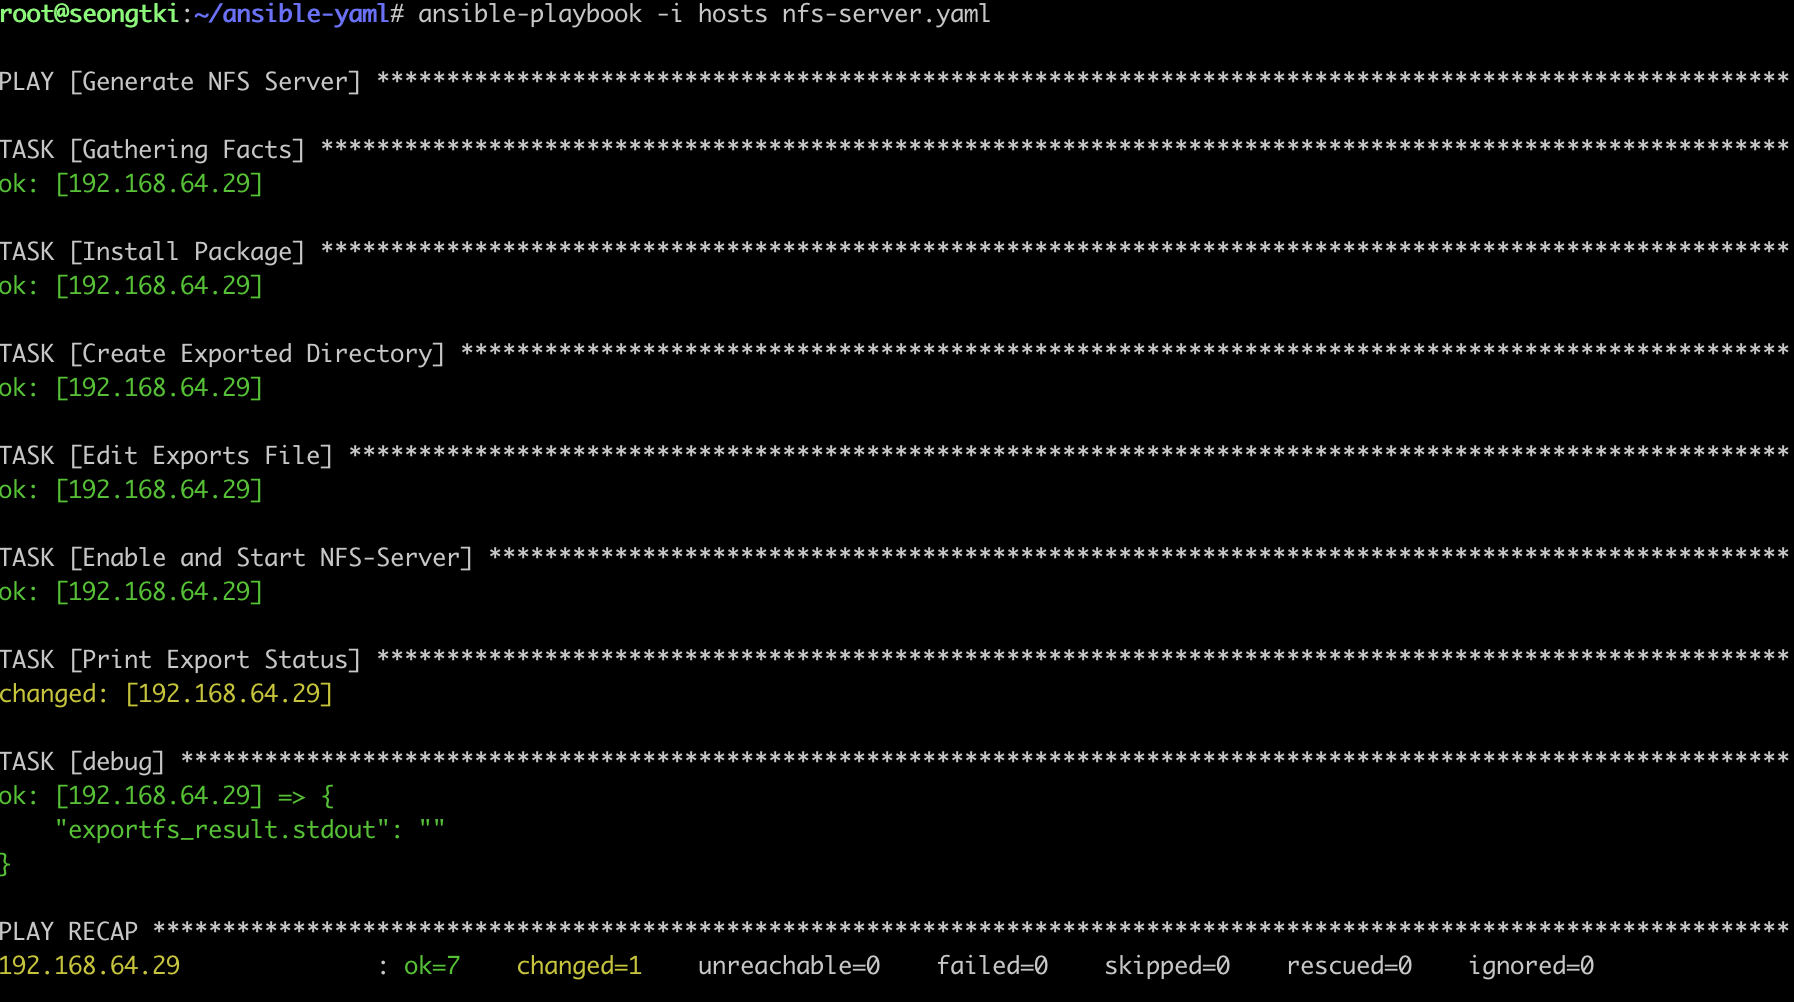 root@seongtki:~/ansible-yaml# ansible-playbook -i hosts nfs-server.yaml
PLAY [Generate NFS Server] *****************************************************************************************************
TASK [Gathering Facts] *********************************************************************************************************
ok: [192.168.64.29]
TASK [Install Package] *********************************************************************************************************
ok: [192.168.64.29]
TASK [Create Exported Directory] ***********************************************************************************************
ok: [192.168.64.29]
TASK [Edit Exports File] *******************************************************************************************************
ok: [192.168.64.29]
TASK [Enable and Start NFS-Server] *********************************************************************************************
ok: [192.168.64.29]
TASK [Print Export Status] *****************************************************************************************************
changed: [192.168.64.29]
TASK [debug] *******************************************************************************************************************
ok: [192.168.64.29] => {
    "exportfs_result.stdout": ""
}
PLAY RECAP *********************************************************************************************************************
192.168.64.29              : ok=7    changed=1    unreachable=0    failed=0    skipped=0    rescued=0    ignored=0